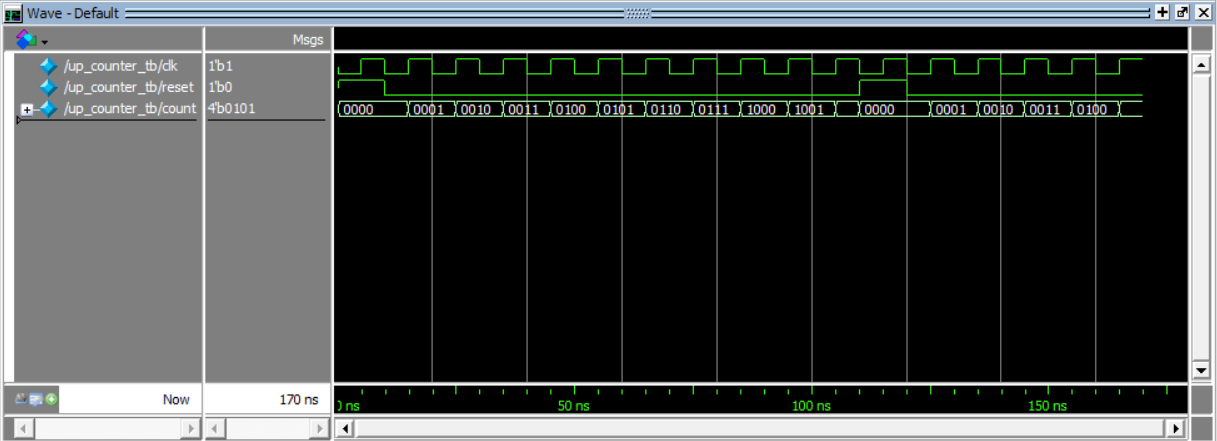 Wave - Default
Msgs
/up_counter_tb/clk 1'b1
/up_counter_tb/reset 1'b0
/up_counter_tb/count 4'b0101 0000 0001 0010 0011 0100 0101 0110 0111 1000 1001 0000 0001 0010 0011 0100
Now 170 ns
ns 50 ns 100 ns 150 ns